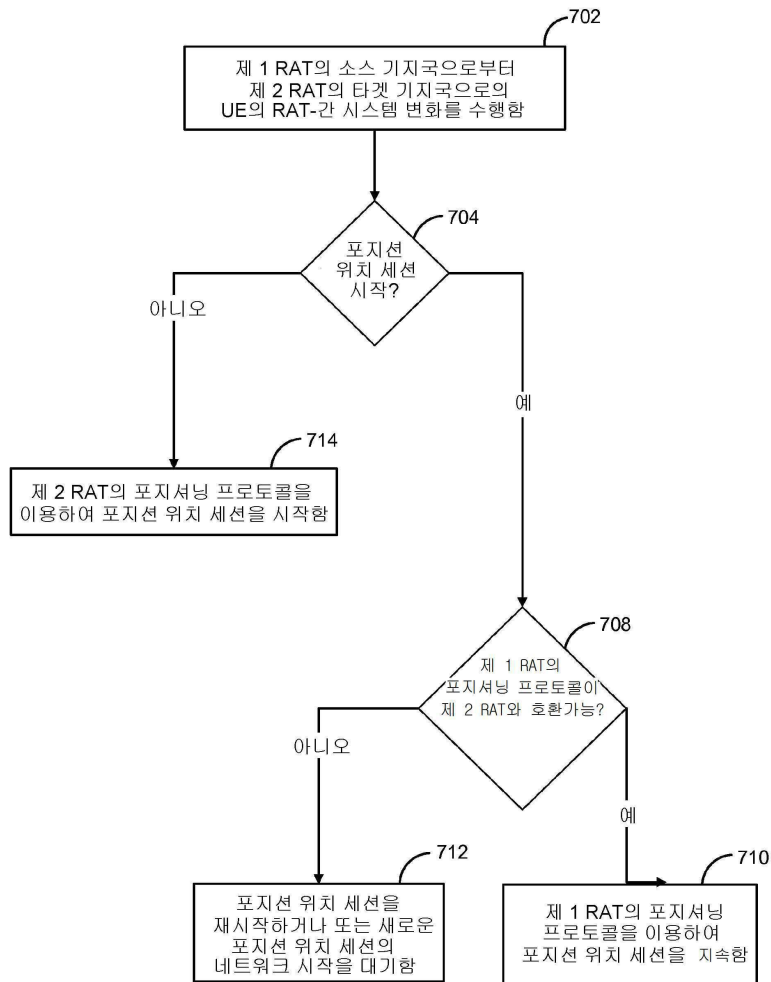 702
제 1 RAT의 소스 기지국으로부터
제 2 RAT의 타겟 기지국으로의
UE의 RAT-간 시스템 변화를 수행함
704
포지션
위치 세션
시작?
아니오
예
714
제 2 RAT의 포지셔닝 프로토콜을
이용하여 포지션 위치 세션을 시작함
708
제 1 RAT의
포지셔닝 프로토콜이
제 2 RAT와 호환가능?
아니오
예
712
포지션 위치 세션을
재시작하거나 또는 새로운
포지션 위치 세션의
네트워크 시작을 대기함
710
제 1 RAT의 포지셔닝
프로토콜을 이용하여
포지션 위치 세션을 지속함